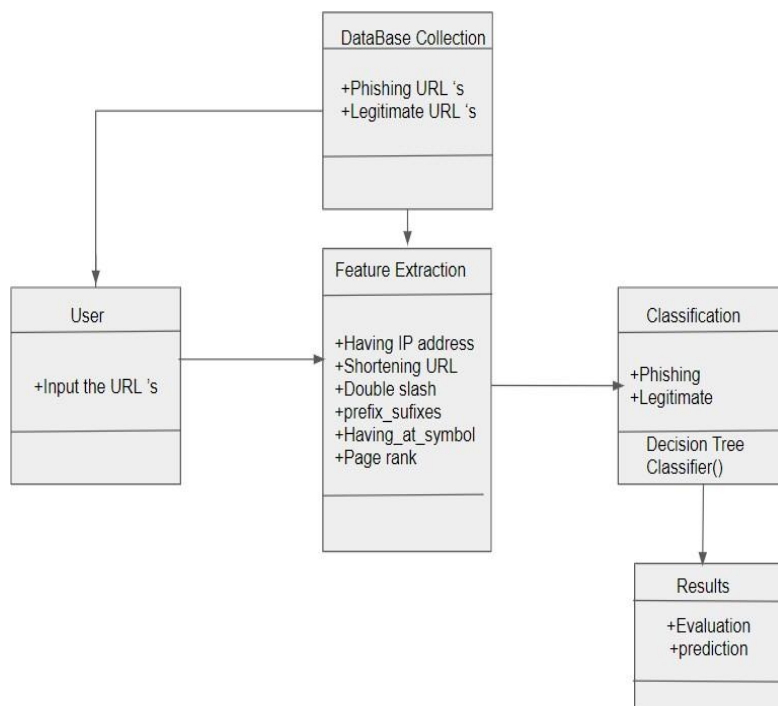 DataBase Collection
+Phishing URL ‘s
+Legitimate URL ‘s
User
+Input the URL ’s
Feature Extraction
+Having IP address
+Shortening URL
+Double slash
+prefix_sufixes
+Having_at_symbol
+Page rank
Classification
+Phishing
+Legitimate
Decision Tree
Classifier()
Results
+Evaluation
+prediction